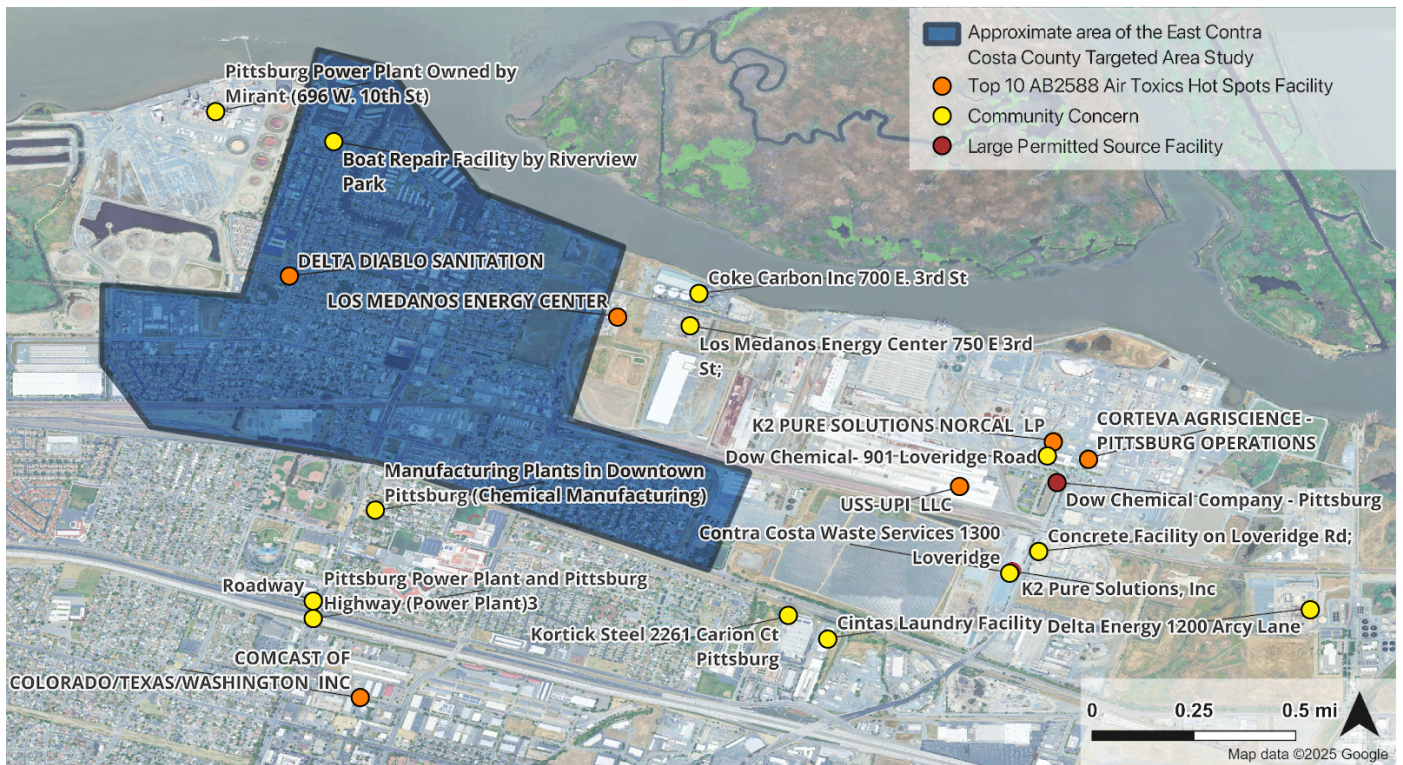 Approximate area of the East Contra
Costa County Targeted Area Study
Top 10 AB2588 Air Toxics Hot Spots Facility
Community Concern
Large Permitted Source Facility
Pittsburg Power Plant Owned by
Mirant (696 W. 10th St)
Boat Repair Facility by Riverview
Park
DELTA DIABLO SANITATION
LOS MEDANOS ENERGY CENTER
Coke Carbon Inc 700 E. 3rd St
Los Medanos Energy Center 750 E 3rd
St;
K2 PURE SOLUTIONS NORCAL LP
CORTEVA AGRISCIENCE -
PITTSBURG OPERATIONS
Dow Chemical- 901 Loveridge Road
Manufacturing Plants in Downtown
Pittsburg (Chemical Manufacturing)
USS-UPI LLC
Dow Chemical Company - Pittsburg
Contra Costa Waste Services 1300
Loveridge
Concrete Facility on Loveridge Rd;
K2 Pure Solutions, Inc
Roadway
Pittsburg Power Plant and Pittsburg
Highway (Power Plant)3
Kortick Steel 2261 Carion Ct
Pittsburg
Cintas Laundry Facility
Delta Energy 1200 Arcy Lane
COMCAST OF
COLORADO/TEXAS/WASHINGTON INC
0 0.25 0.5 mi
Map data ©2025 Google